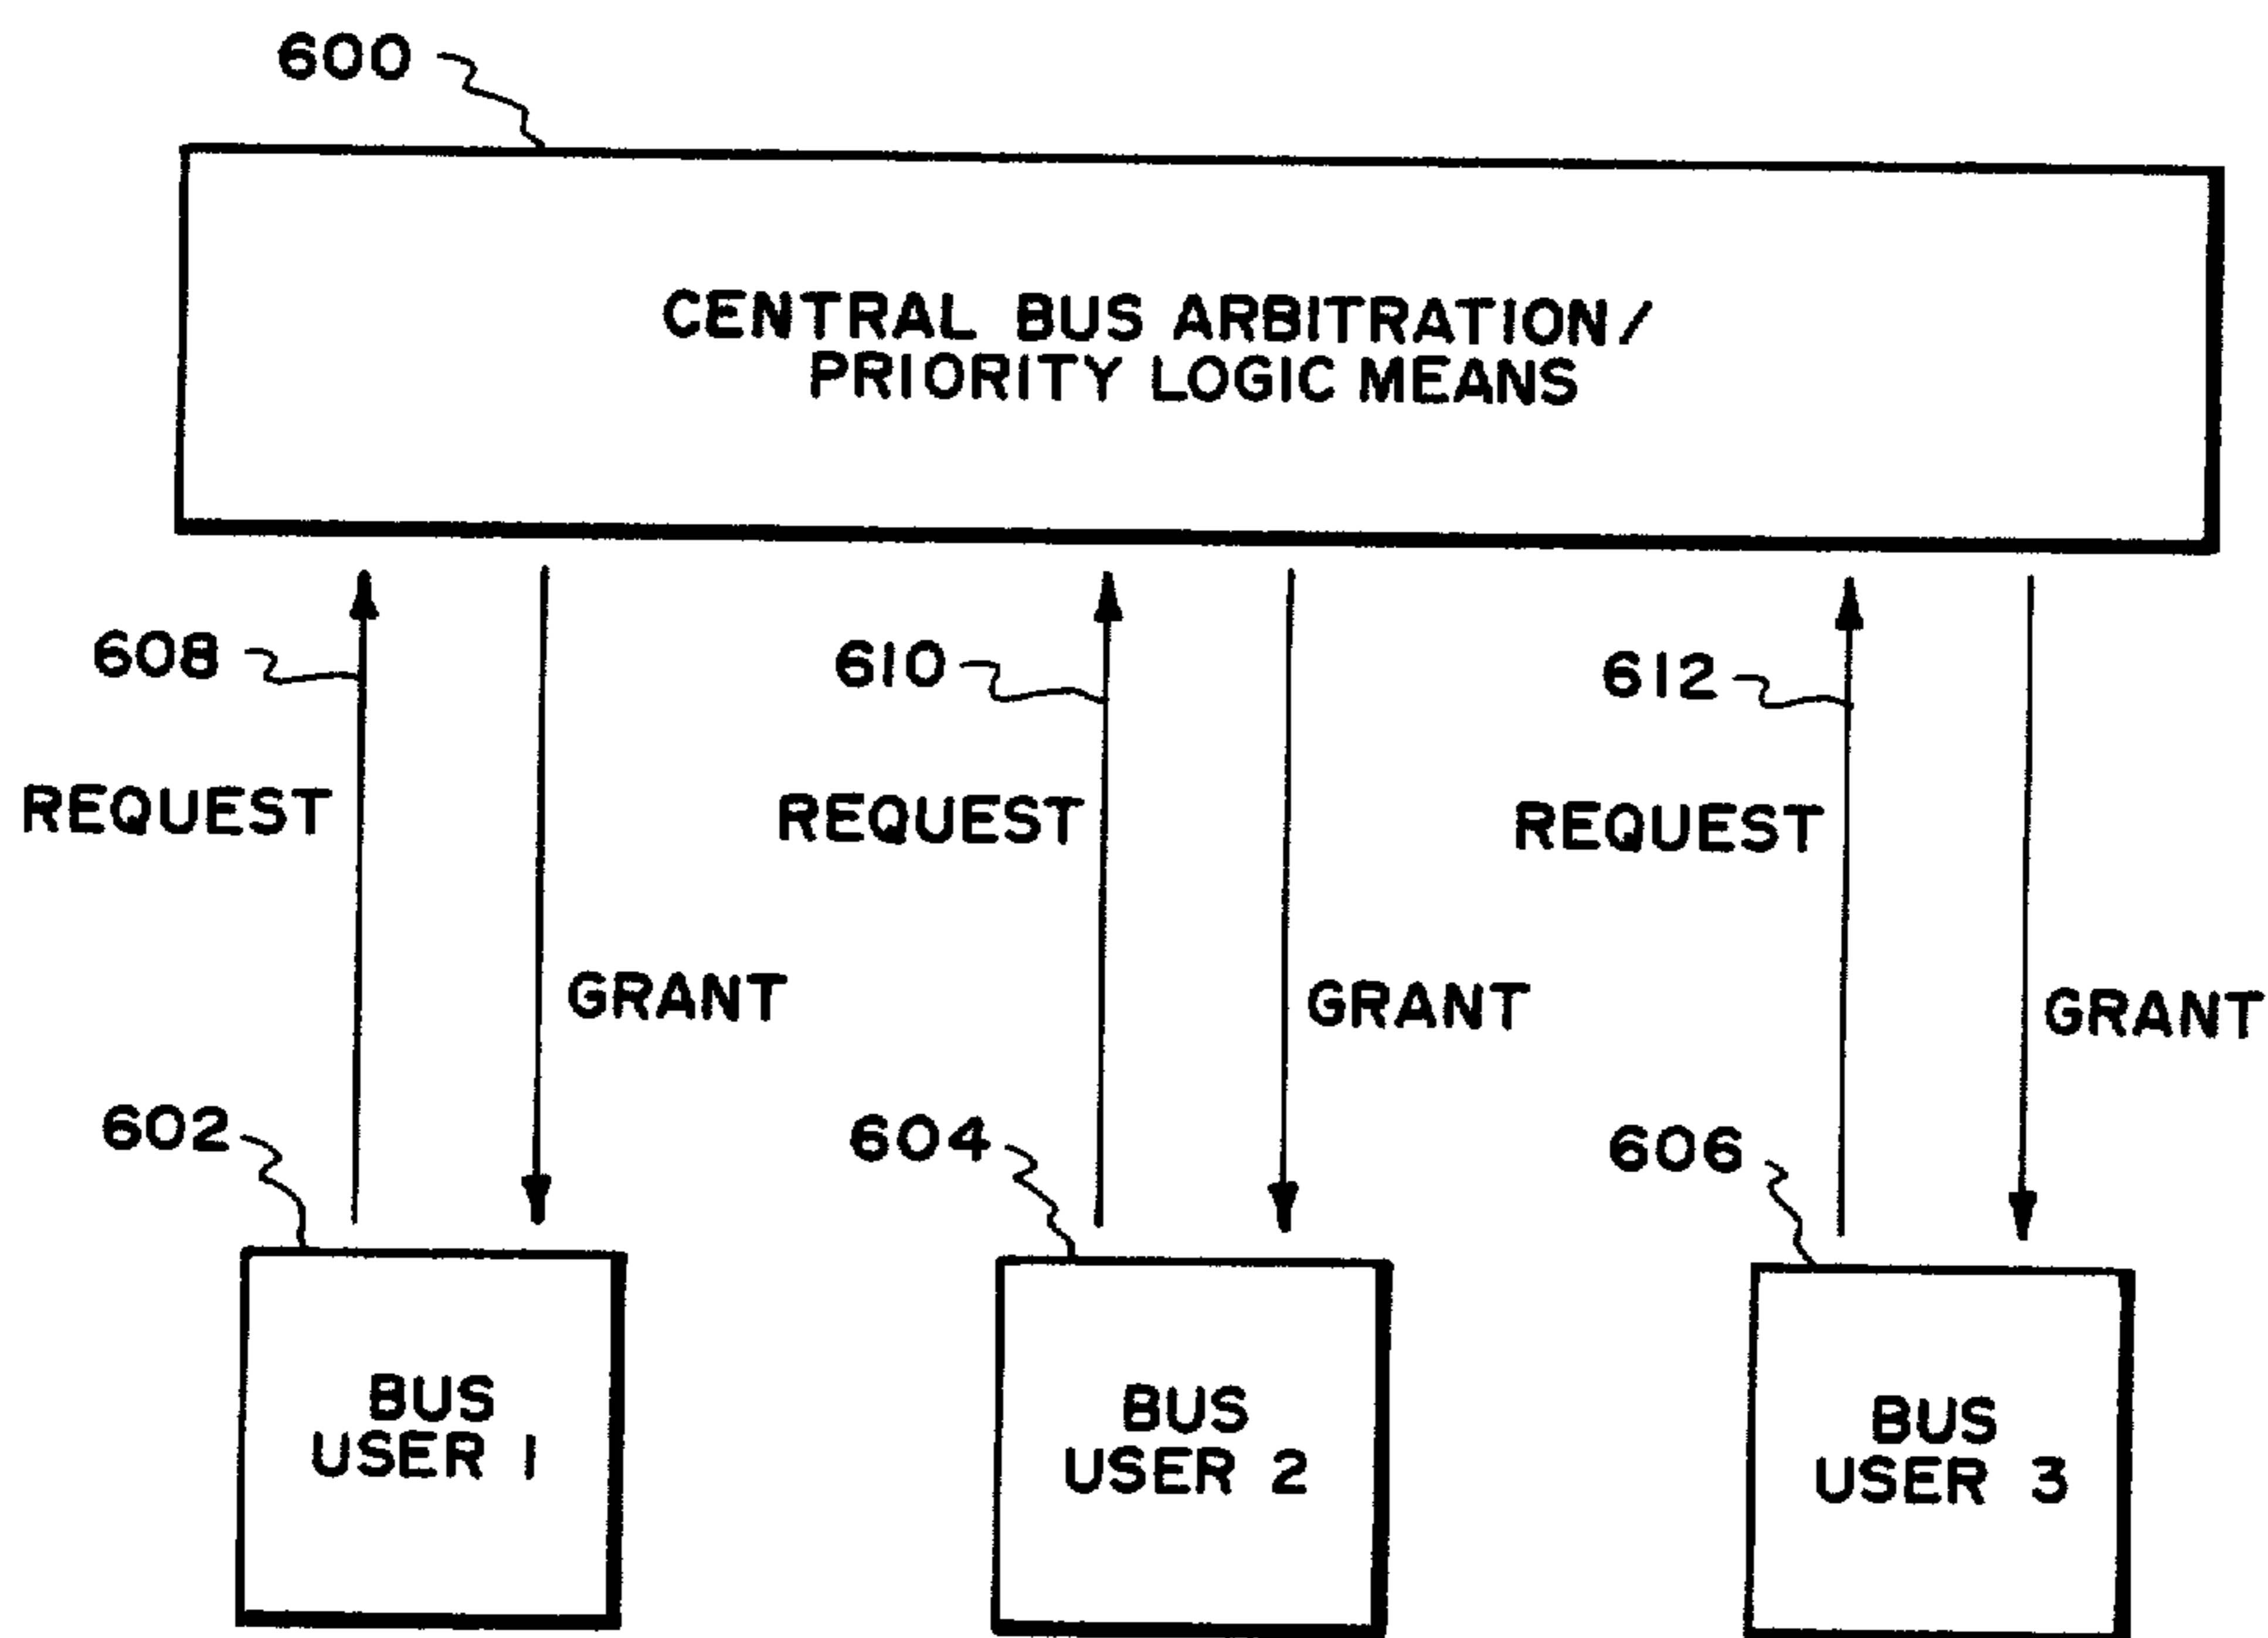 600
CENTRAL BUS ARBITRATION/
PRIORITY LOGIC MEANS
608
610
612
REQUEST
REQUEST
REQUEST
GRANT
GRANT
GRANT
602
604
606
BUS
USER 1
BUS
USER 2
BUS
USER 3